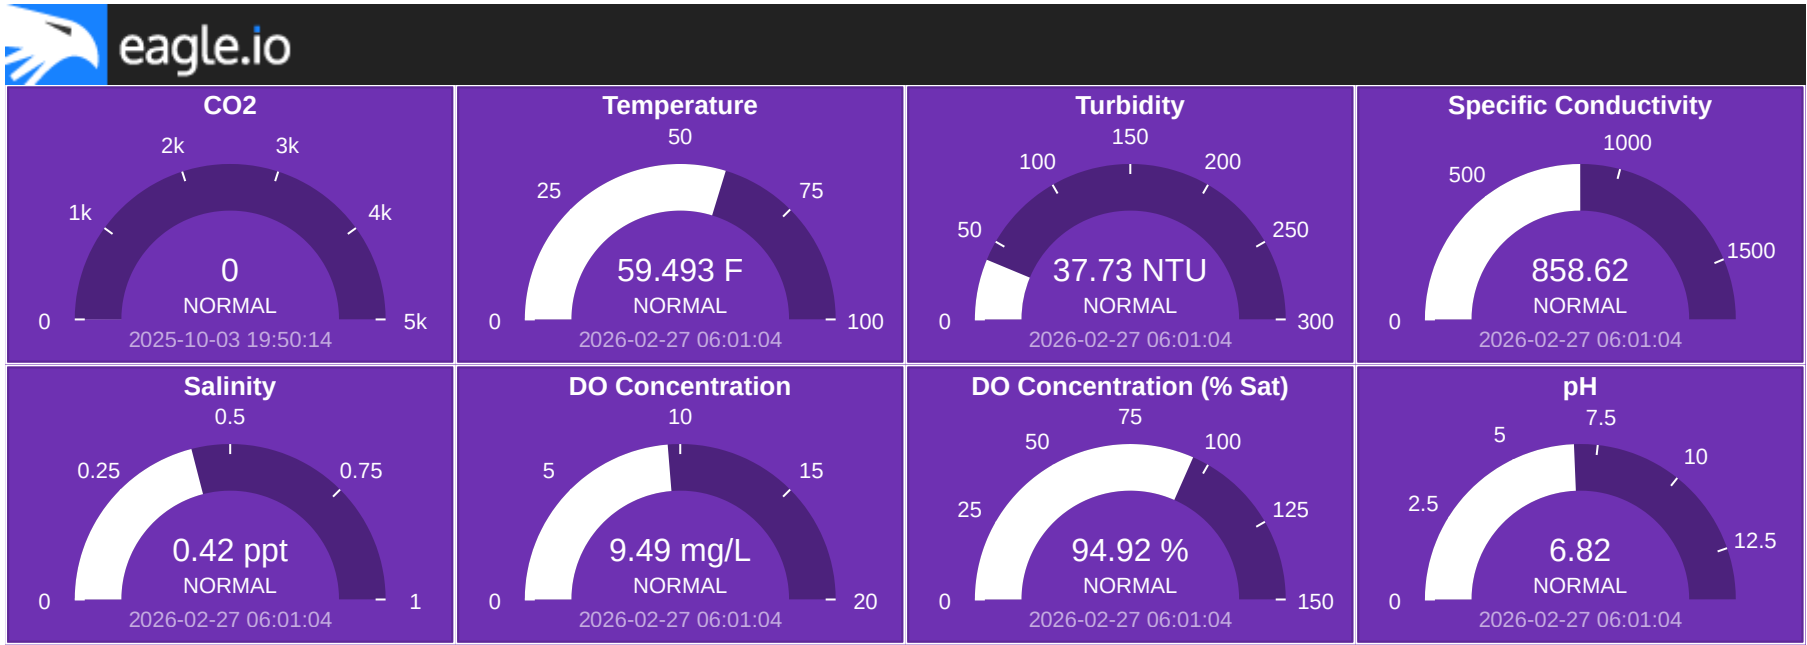 eagle.io
CO2
0
1k
2k
3k
4k
5k
0
NORMAL
2025-10-03 19:50:14
Temperature
0
25
50
75
100
59.493 F
NORMAL
2026-02-27 06:01:04
Turbidity
0
50
100
150
200
250
300
37.73 NTU
NORMAL
2026-02-27 06:01:04
Specific Conductivity
0
500
1000
1500
858.62
NORMAL
2026-02-27 06:01:04
Salinity
0
0.25
0.5
0.75
1
0.42 ppt
NORMAL
2026-02-27 06:01:04
DO Concentration
0
5
10
15
20
9.49 mg/L
NORMAL
2026-02-27 06:01:04
DO Concentration (% Sat)
0
25
50
75
100
125
150
94.92 %
NORMAL
2026-02-27 06:01:04
pH
0
2.5
5
7.5
10
12.5
6.82
NORMAL
2026-02-27 06:01:04